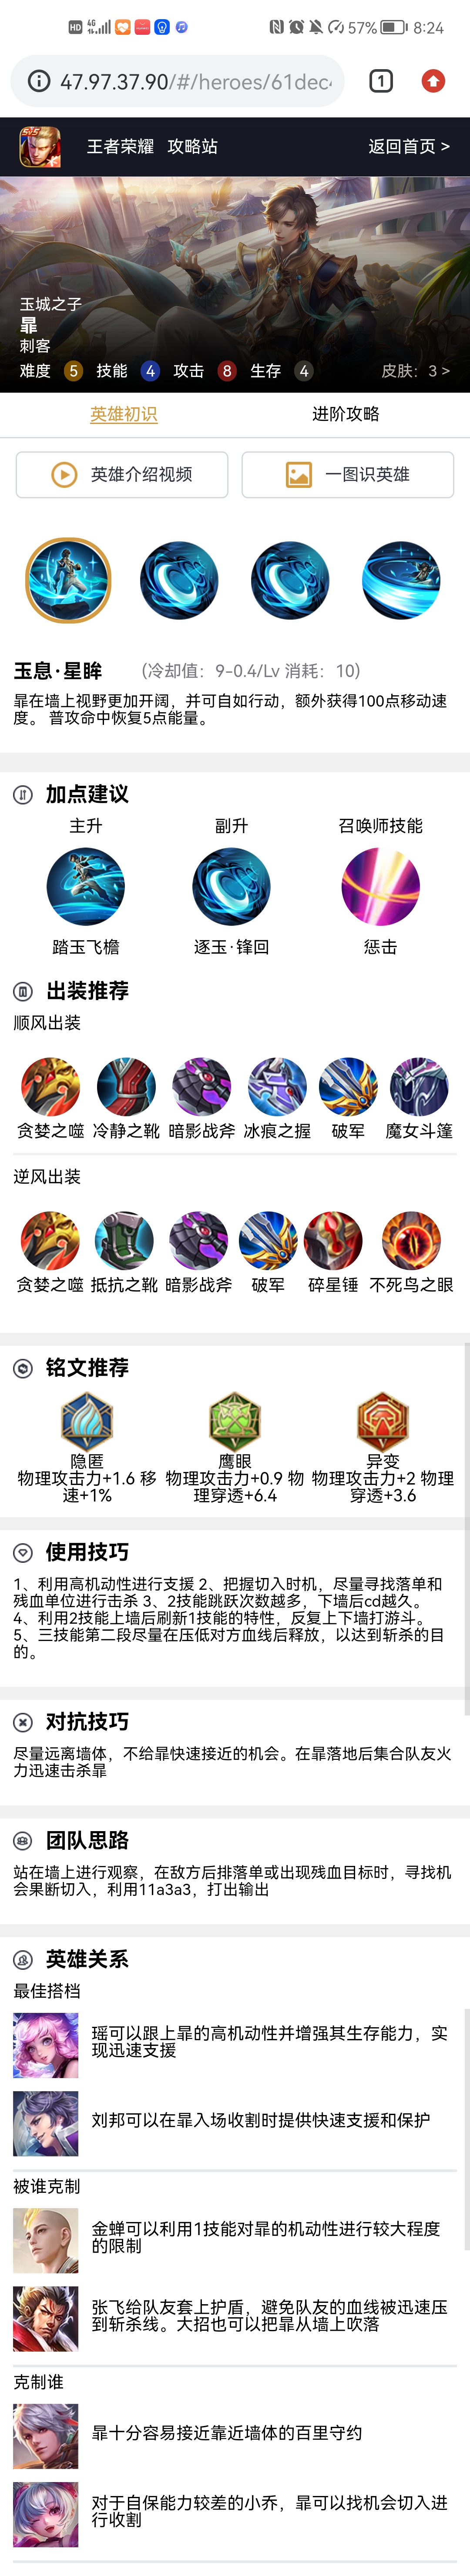 HD 4G 57% 8:24
47.97.37.90/#/heroes/61dec4
1
王者荣耀 攻略站 返回首页 >
玉城之子
暃
刺客
难度 5 技能 4 攻击 8 生存 4 皮肤：3 >
英雄初识 进阶攻略
英雄介绍视频 一图识英雄
玉息·星眸 (冷却值：9-0.4/Lv 消耗：10)
暃在墙上视野更加开阔，并可自如行动，额外获得100点移动速
度。 普攻命中恢复5点能量。
加点建议
主升 副升 召唤师技能
踏玉飞檐 逐玉·锋回 惩击
出装推荐
顺风出装
贪婪之噬 冷静之靴 暗影战斧 冰痕之握 破军 魔女斗篷
逆风出装
贪婪之噬 抵抗之靴 暗影战斧 破军 碎星锤 不死鸟之眼
铭文推荐
隐匿 鹰眼 异变
物理攻击力+1.6 移 物理攻击力+0.9 物 物理攻击力+2 物理
速+1% 理穿透+6.4 穿透+3.6
使用技巧
1、利用高机动性进行支援 2、把握切入时机，尽量寻找落单和
残血单位进行击杀 3、2技能跳跃次数越多，下墙后cd越久。
4、利用2技能上墙后刷新1技能的特性，反复上下墙打游斗。
5、三技能第二段尽量在压低对方血线后释放，以达到斩杀的目
的。
对抗技巧
尽量远离墙体，不给暃快速接近的机会。在暃落地后集合队友火
力迅速击杀暃
团队思路
站在墙上进行观察，在敌方后排落单或出现残血目标时，寻找机
会果断切入，利用11a3a3，打出输出
英雄关系
最佳搭档
瑶可以跟上暃的高机动性并增强其生存能力，实
现迅速支援
刘邦可以在暃入场收割时提供快速支援和保护
被谁克制
金蝉可以利用1技能对暃的机动性进行较大程度
的限制
张飞给队友套上护盾，避免队友的血线被迅速压
到斩杀线。大招也可以把暃从墙上吹落
克制谁
暃十分容易接近靠近墙体的百里守约
对于自保能力较差的小乔，暃可以找机会切入进
行收割